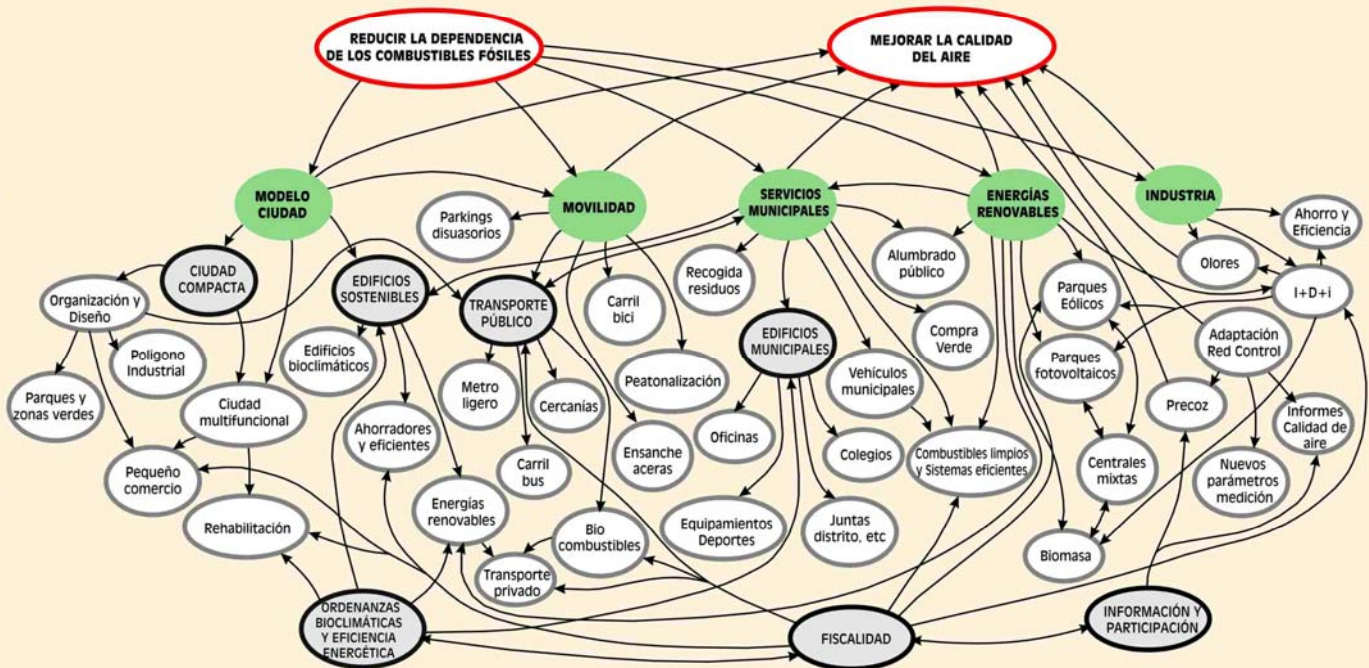 REDUCIR LA DEPENDENCIA
DE LOS COMBUSTIBLES FÓSILES
MEJORAR LA CALIDAD
DEL AIRE
MODELO
CIUDAD
MOVILIDAD
SERVICIOS
MUNICIPALES
ENERGÍAS
RENOVABLES
INDUSTRIA
Parkings
disuasorios
Ahorro y
Eficiencia
CIUDAD
COMPACTA
EDIFICIOS
SOSTENIBLES
TRANSPORTE
PÚBLICO
Carril
bici
Recogida
residuos
Alumbrado
público
Olores
Organización y
Diseño
Parques
Eólicos
I+D+i
Polígono
Industrial
Edificios
bioclimáticos
EDIFICIOS
MUNICIPALES
Compra
Verde
Adaptación
Red Control
Parques y
zonas verdes
Ciudad
multifuncional
Metro
ligero
Cercanías
Peatonalización
Vehículos
municipales
Parques
fotovoltaicos
Precoz
Informes
Calidad de
aire
Ahorradores
y eficientes
Oficinas
Colegios
Combustibles limpios
y Sistemas eficientes
Pequeño
comercio
Carril
bus
Ensanche
aceras
Centrales
mixtas
Nuevos
parámetros
medición
Rehabilitación
Energías
renovables
Bio
combustibles
Equipamientos
Deportes
Juntas
distrito, etc
Biomasa
Transporte
privado
ORDENANZAS
BIOCLIMÁTICAS
Y EFICIENCIA
ENERGÉTICA
FISCALIDAD
INFORMACIÓN Y
PARTICIPACIÓN